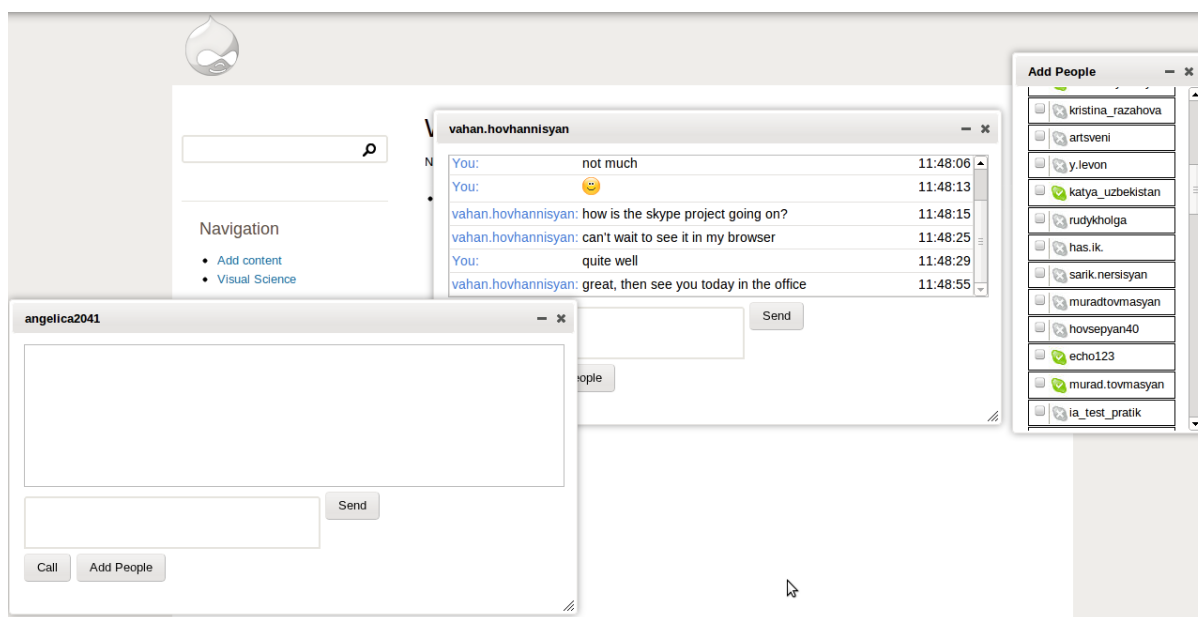 Add People
kristina_razahova
artsveni
y.levon
katya_uzbekistan
rudykholga
has.ik.
sarik.nersisyan
muradtovmasyan
hovsepyan40
echo123
murad.tovmasyan
ia_test_pratik
vahan.hovhannisyan
You: not much 11:48:06
You: 11:48:13
vahan.hovhannisyan: how is the skype project going on? 11:48:15
vahan.hovhannisyan: can't wait to see it in my browser 11:48:25
You: quite well 11:48:29
vahan.hovhannisyan: great, then see you today in the office 11:48:55
Send
eople
Navigation
Add content
Visual Science
angelica2041
Send
Call Add People